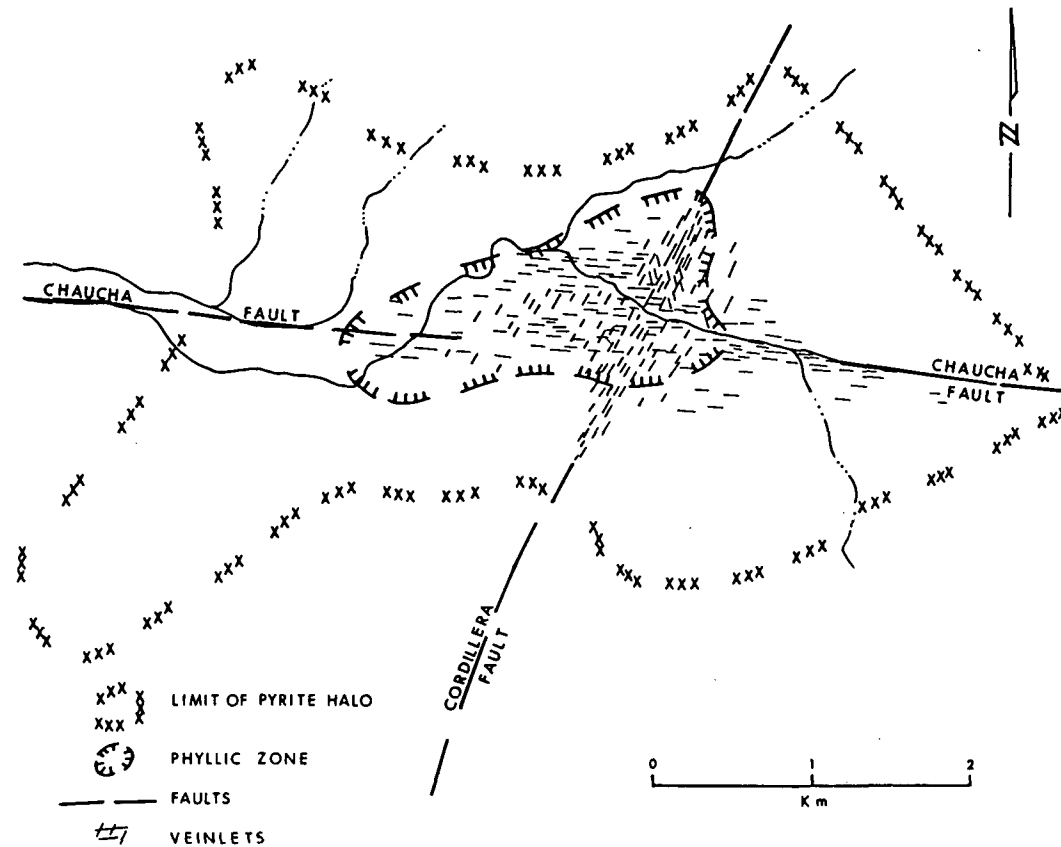 N
CHAUCHA
FAULT
CHAUCHA
FAULT
CORDILLERA
FAULT
LIMIT OF PYRITE HALO
PHYLLIC ZONE
FAULTS
VEINLETS
0 1 2
Km